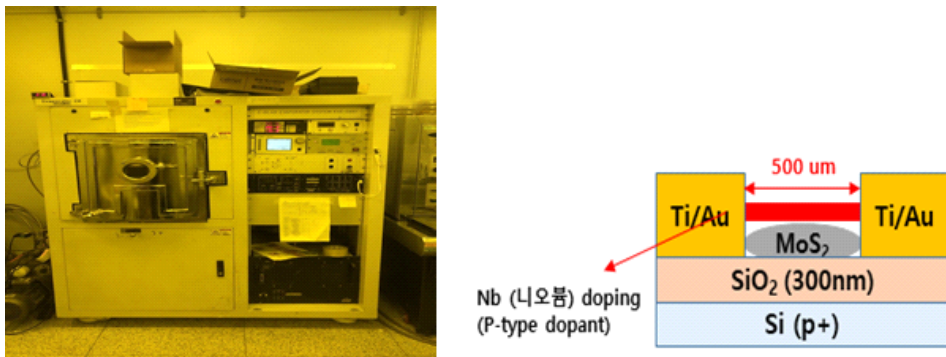 500 um
Ti/Au
Ti/Au
MoS₂
Nb (니오븀) doping
(P-type dopant)
SiO₂ (300nm)
Si (p+)